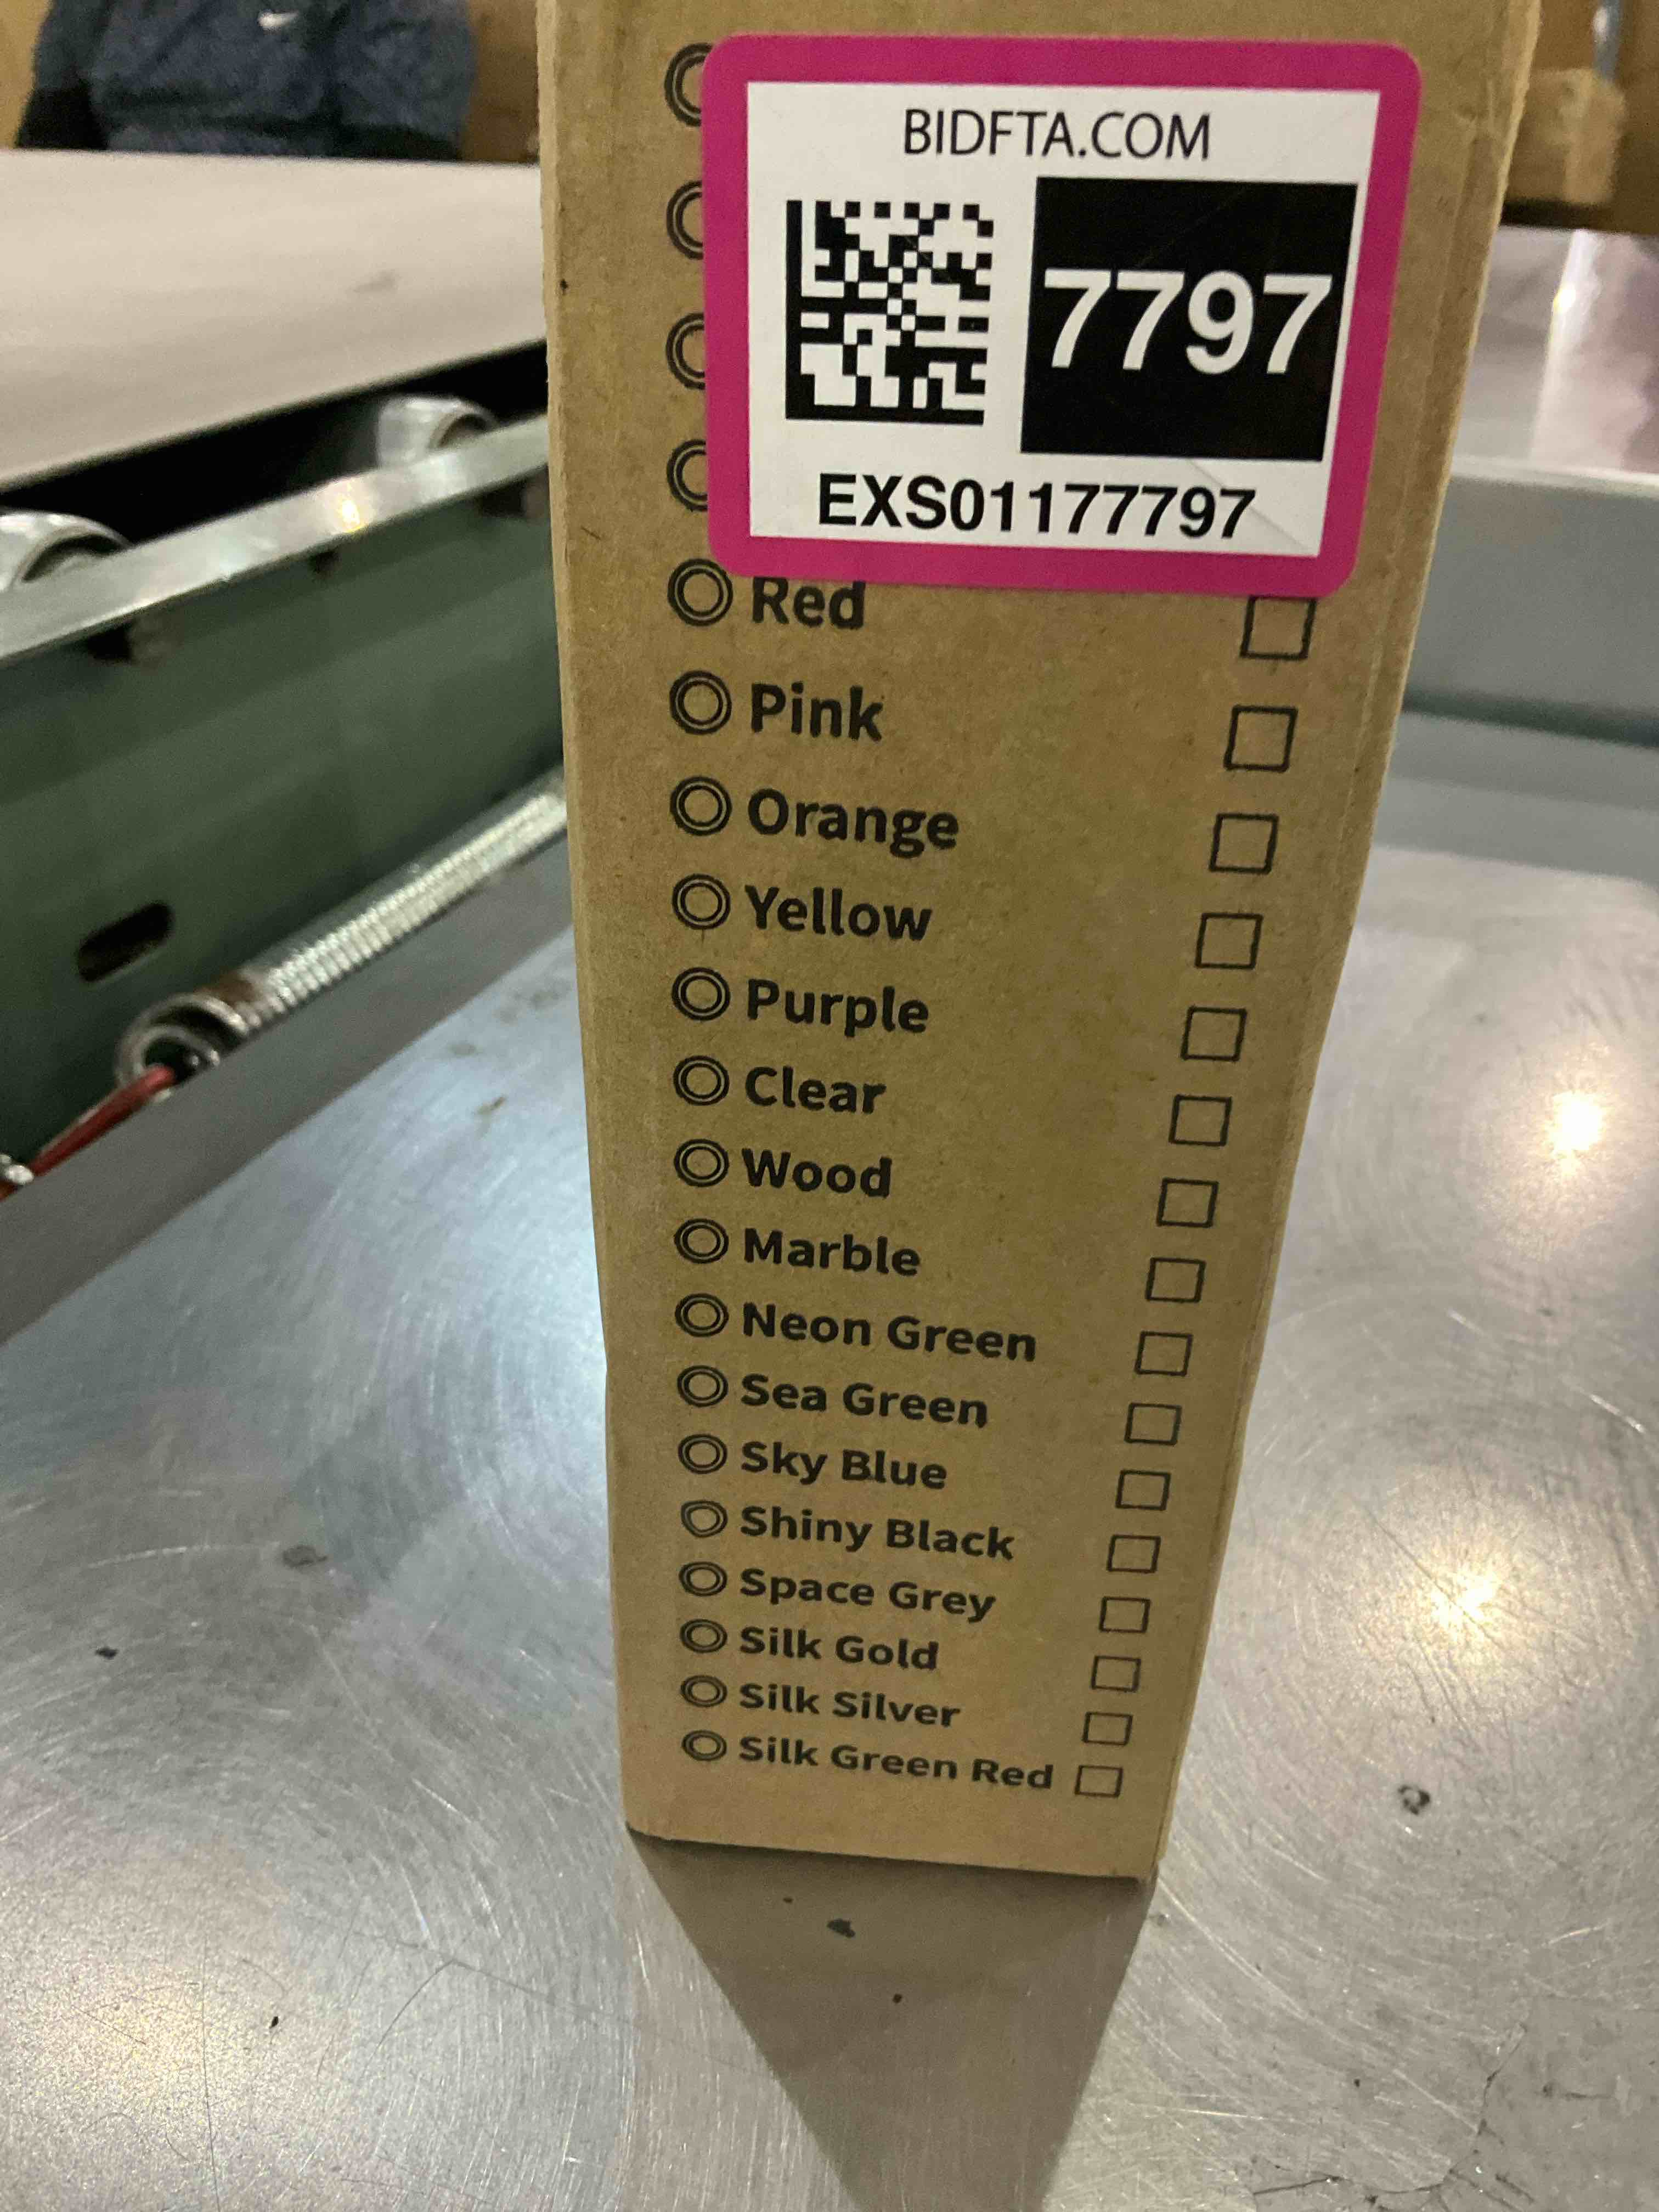 BIDFTA.COM
7797
EXS01177797
Red
Pink
Orange
Yellow
Purple
Clear
Wood
Marble
Neon Green
Sea Green
Sky Blue
Shiny Black
Space Grey
Silk Gold
Silk Silver
Silk Green Red